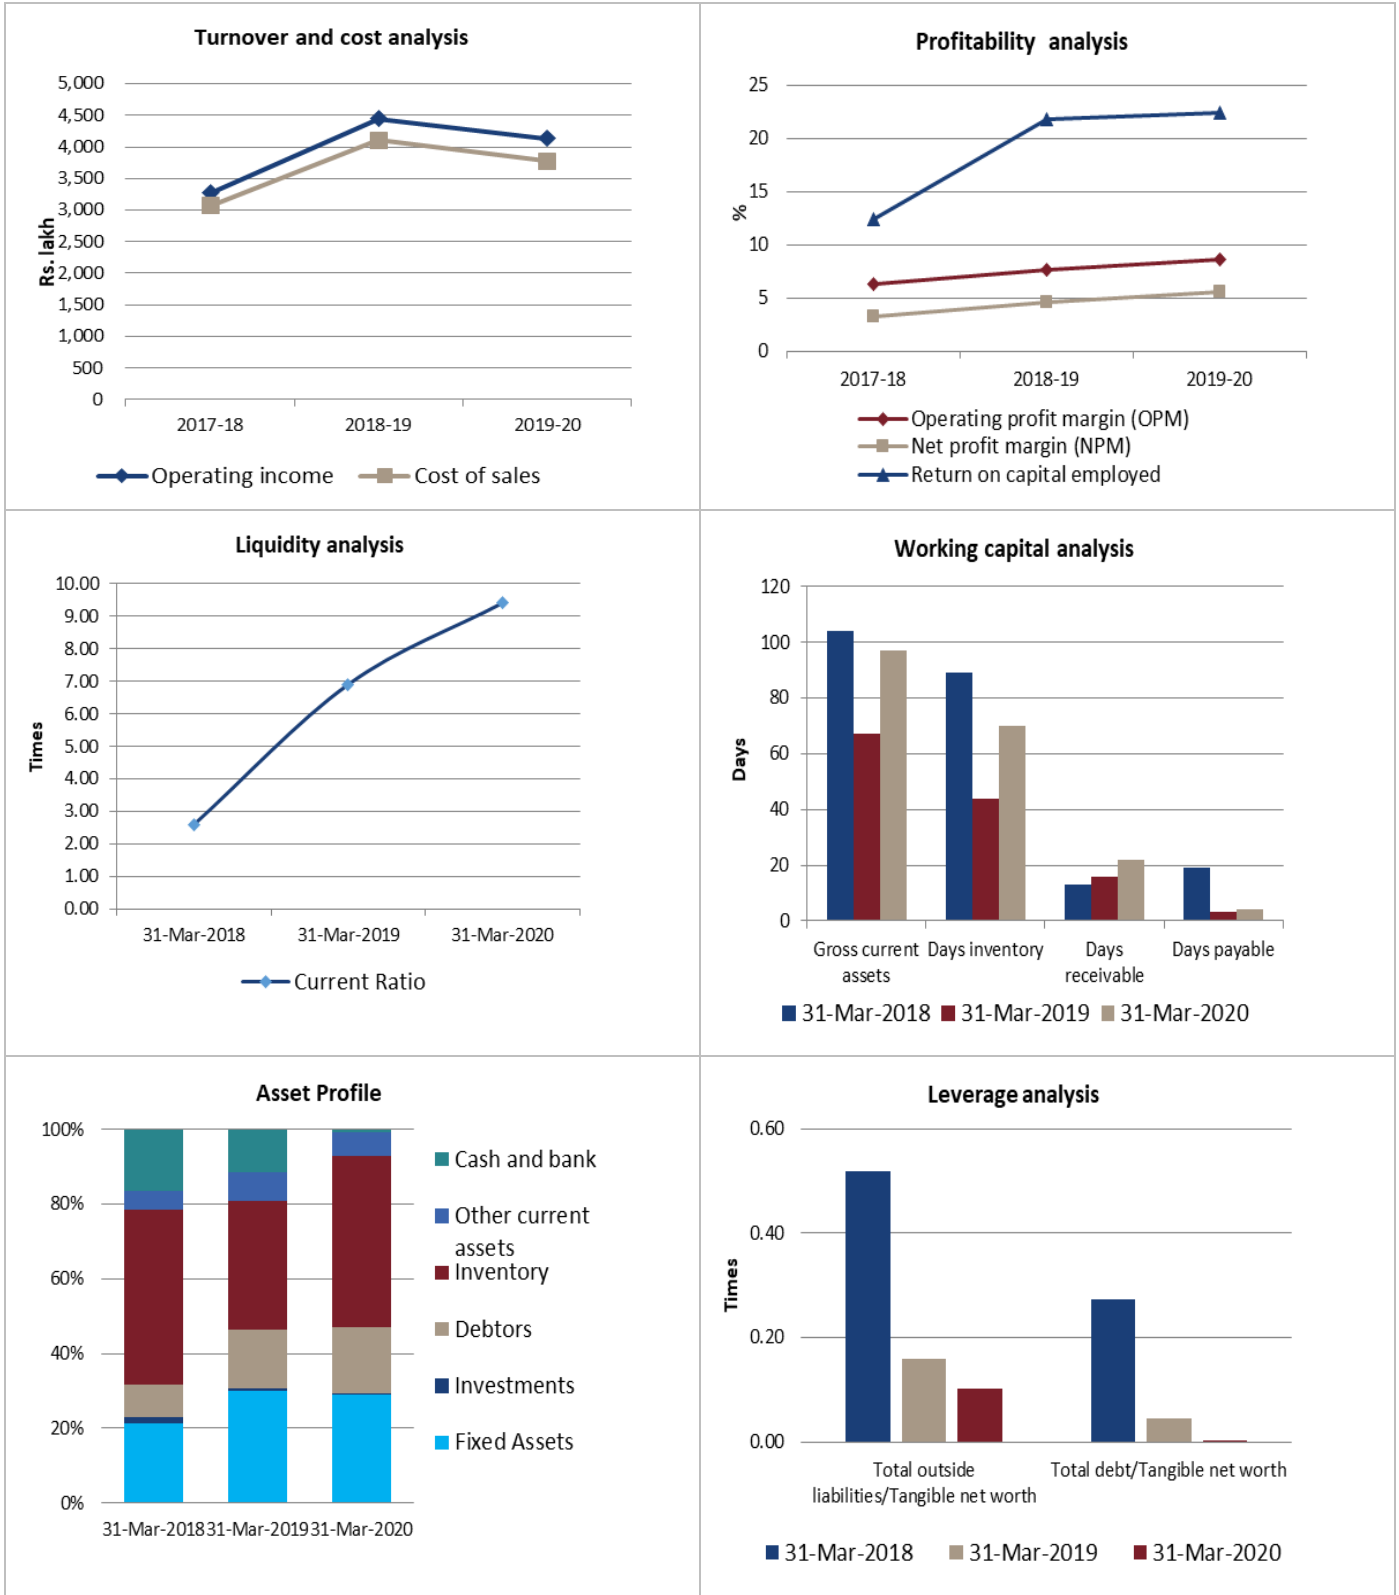 Turnover and cost analysis
5,000
4,500
4,000
3,500
3,000
2,500
2,000
1,500
1,000
500
0
Rs. lakh
2017-18 2018-19 2019-20
Operating income Cost of sales
Profitability analysis
25
20
15
10
5
0
%
2017-18 2018-19 2019-20
Operating profit margin (OPM)
Net profit margin (NPM)
Return on capital employed
Liquidity analysis
10.00
9.00
8.00
7.00
6.00
5.00
4.00
3.00
2.00
1.00
0.00
Times
31-Mar-2018 31-Mar-2019 31-Mar-2020
Current Ratio
Working capital analysis
120
100
80
60
40
20
0
Days
Gross current assets
Days inventory
Days receivable
Days payable
31-Mar-2018 31-Mar-2019 31-Mar-2020
Asset Profile
100%
80%
60%
40%
20%
0%
31-Mar-2018 31-Mar-2019 31-Mar-2020
Cash and bank
Other current
assets
Inventory
Debtors
Investments
Fixed Assets
Leverage analysis
0.60
0.40
0.20
0.00
Times
Total outside
liabilities/Tangible net worth
Total debt/Tangible net worth
31-Mar-2018 31-Mar-2019 31-Mar-2020